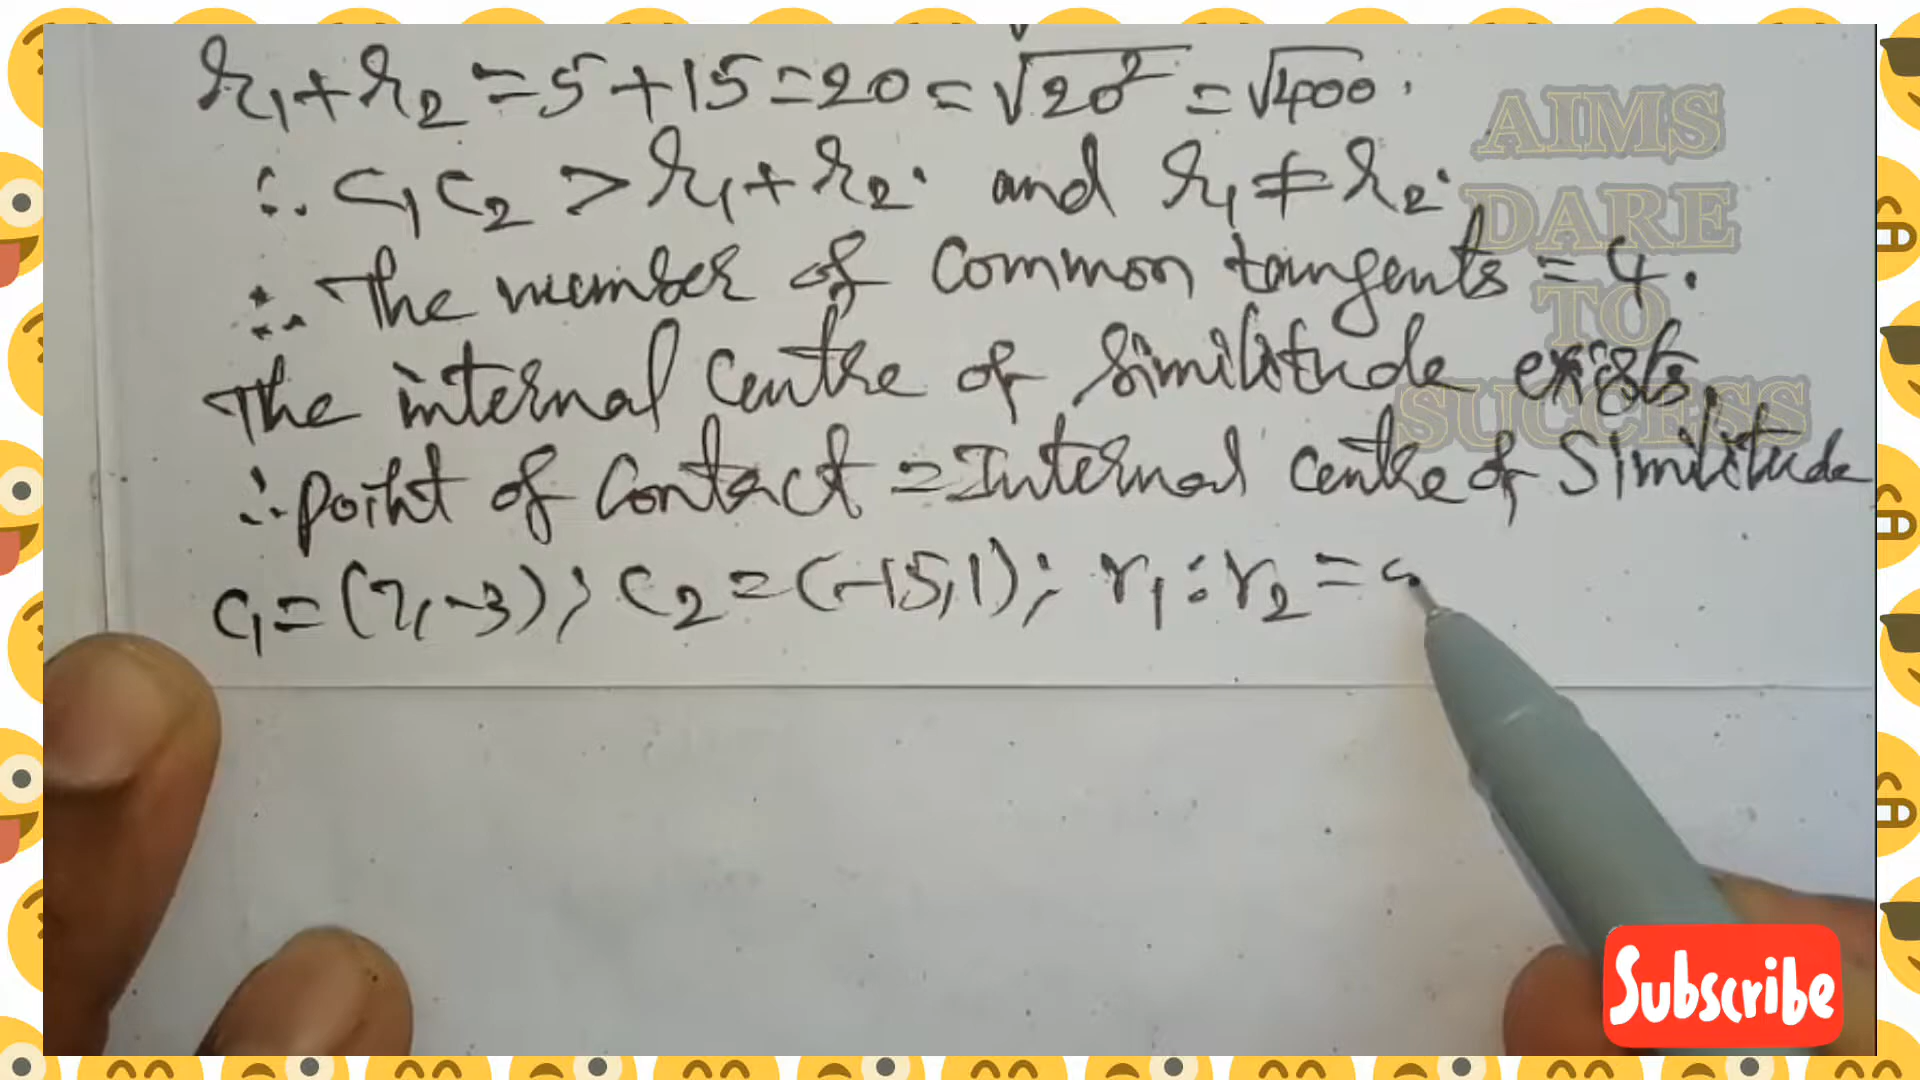 r₁+r₂ = 5+15 = 20 = √20² = √400.
∴ C₁C₂ > r₁+r₂. and r₁ ≠ r₂.
∴ The number of common tangents = 4.
The internal centre of similitude exists.
∴ point of contact = Internal centre of Similitude
C₁ = (7,-3); C₂ = (-15,1); r₁ : r₂ =
AIMS
DARE
TO
SUCCESS
Subscribe